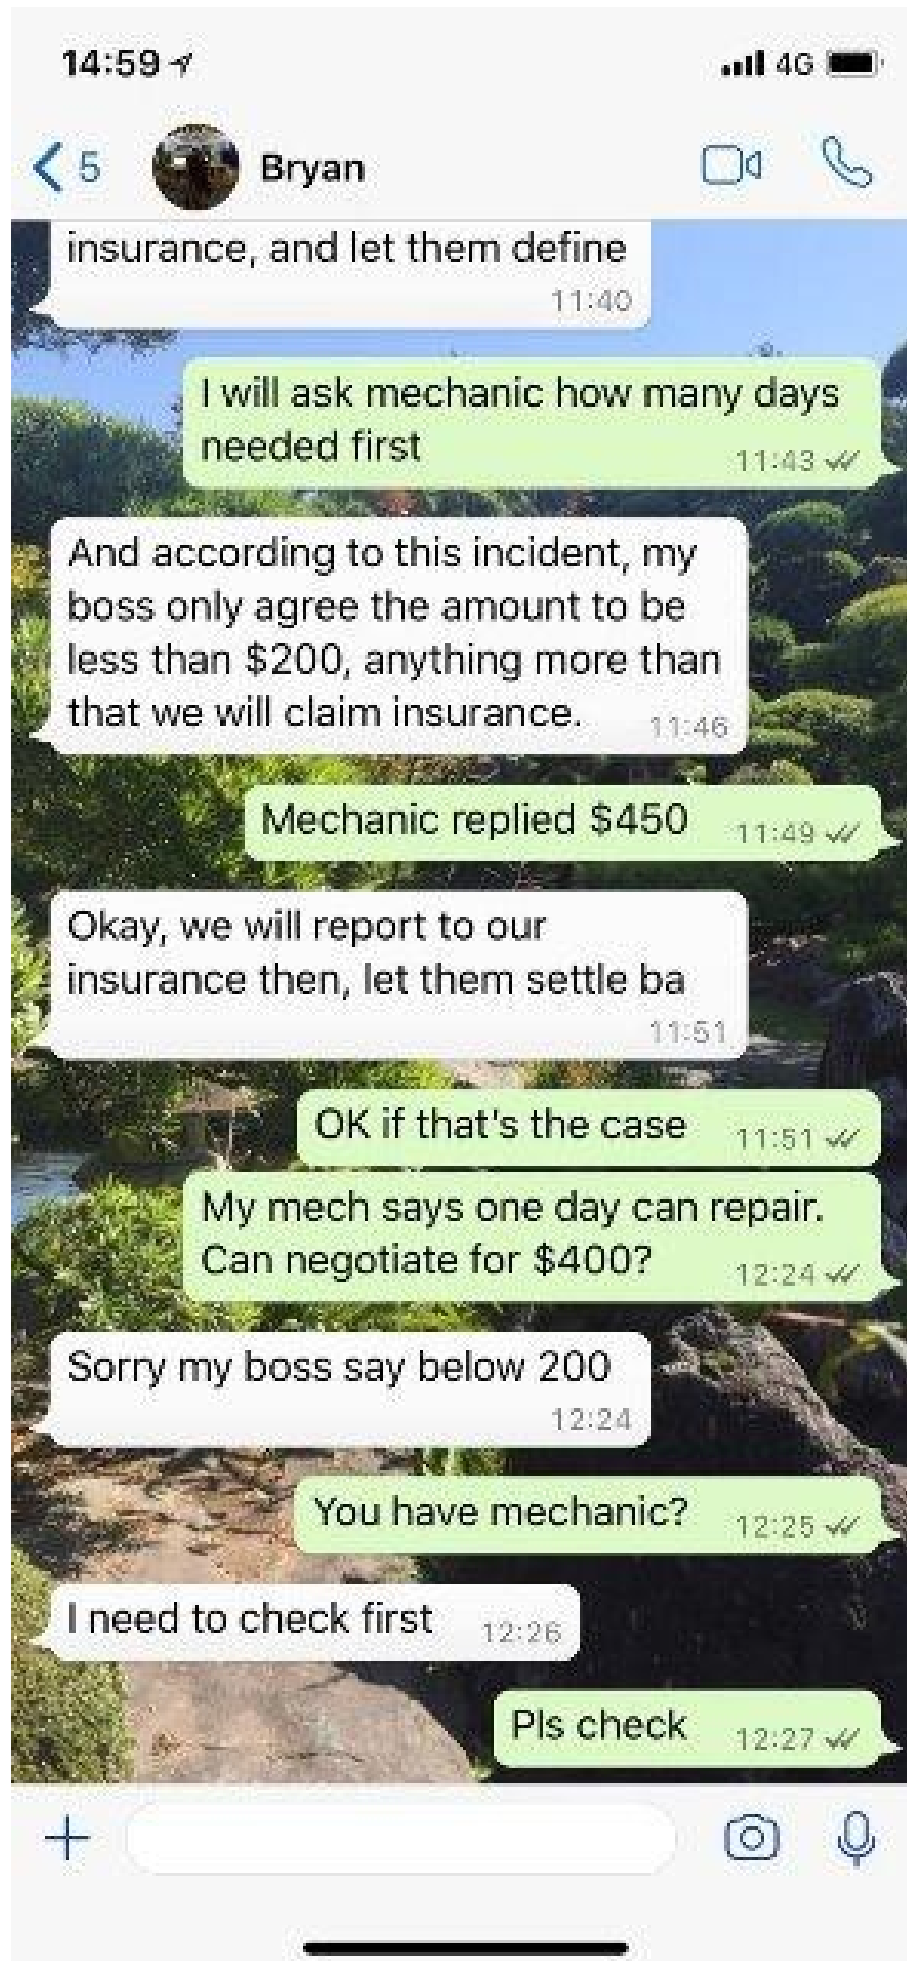 14:59
4G
5
Bryan
insurance, and let them define
11:40
I will ask mechanic how many days
needed first
11:43
And according to this incident, my
boss only agree the amount to be
less than $200, anything more than
that we will claim insurance.
11:46
Mechanic replied $450
11:49
Okay, we will report to our
insurance then, let them settle ba
11:51
OK if that's the case
11:51
My mech says one day can repair.
Can negotiate for $400?
12:24
Sorry my boss say below 200
12:24
You have mechanic?
12:25
I need to check first
12:26
Pls check
12:27